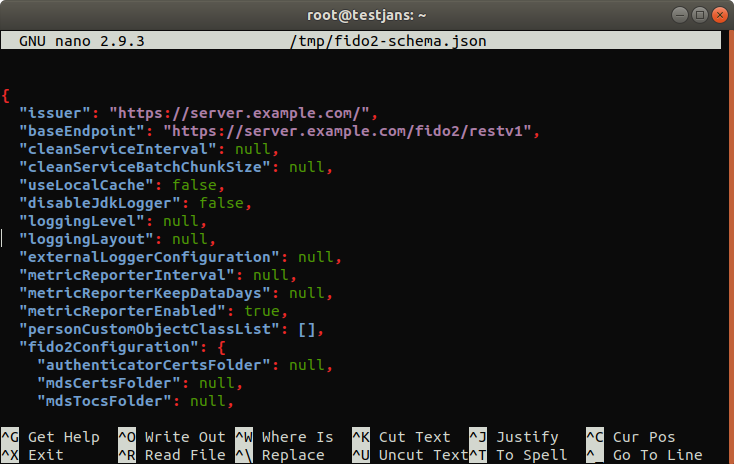 root@testjans: ~
GNU nano 2.9.3 /tmp/fido2-schema.json
{
"issuer": "https://server.example.com/",
"baseEndpoint": "https://server.example.com/fido2/restv1",
"cleanServiceInterval": null,
"cleanServiceBatchChunkSize": null,
"useLocalCache": false,
"disableJdkLogger": false,
"loggingLevel": null,
"loggingLayout": null,
"externalLoggerConfiguration": null,
"metricReporterInterval": null,
"metricReporterKeepDataDays": null,
"metricReporterEnabled": true,
"personCustomObjectClassList": [],
"fido2Configuration": {
"authenticatorCertsFolder": null,
"mdsCertsFolder": null,
"mdsTocsFolder": null,
^G Get Help ^O Write Out ^W Where Is ^K Cut Text ^J Justify ^C Cur Pos
^X Exit ^R Read File ^\ Replace ^U Uncut Text ^T To Spell ^_ Go To Line